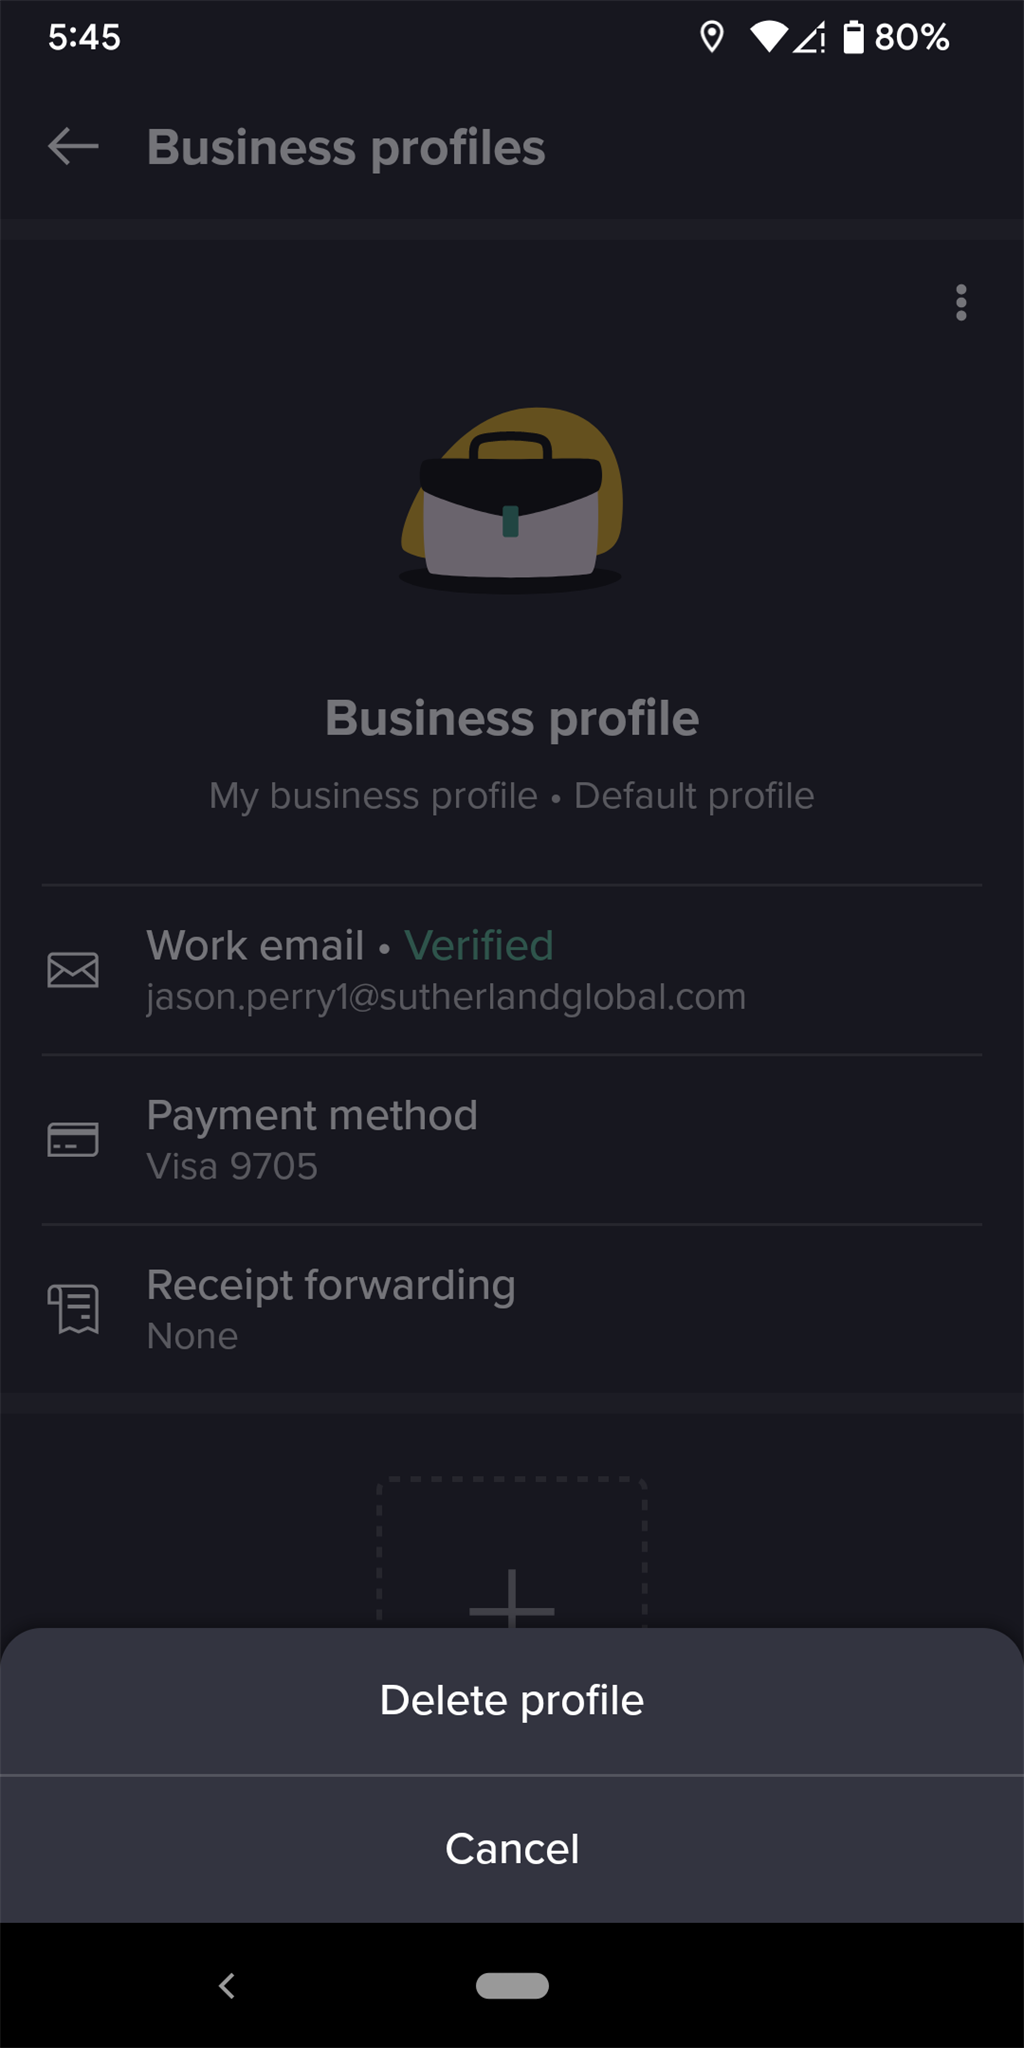 5:45
80%
Business profiles
Business profile
My business profile • Default profile
Work email • Verified
jason.perry1@sutherlandglobal.com
Payment method
Visa 9705
Receipt forwarding
None
Delete profile
Cancel